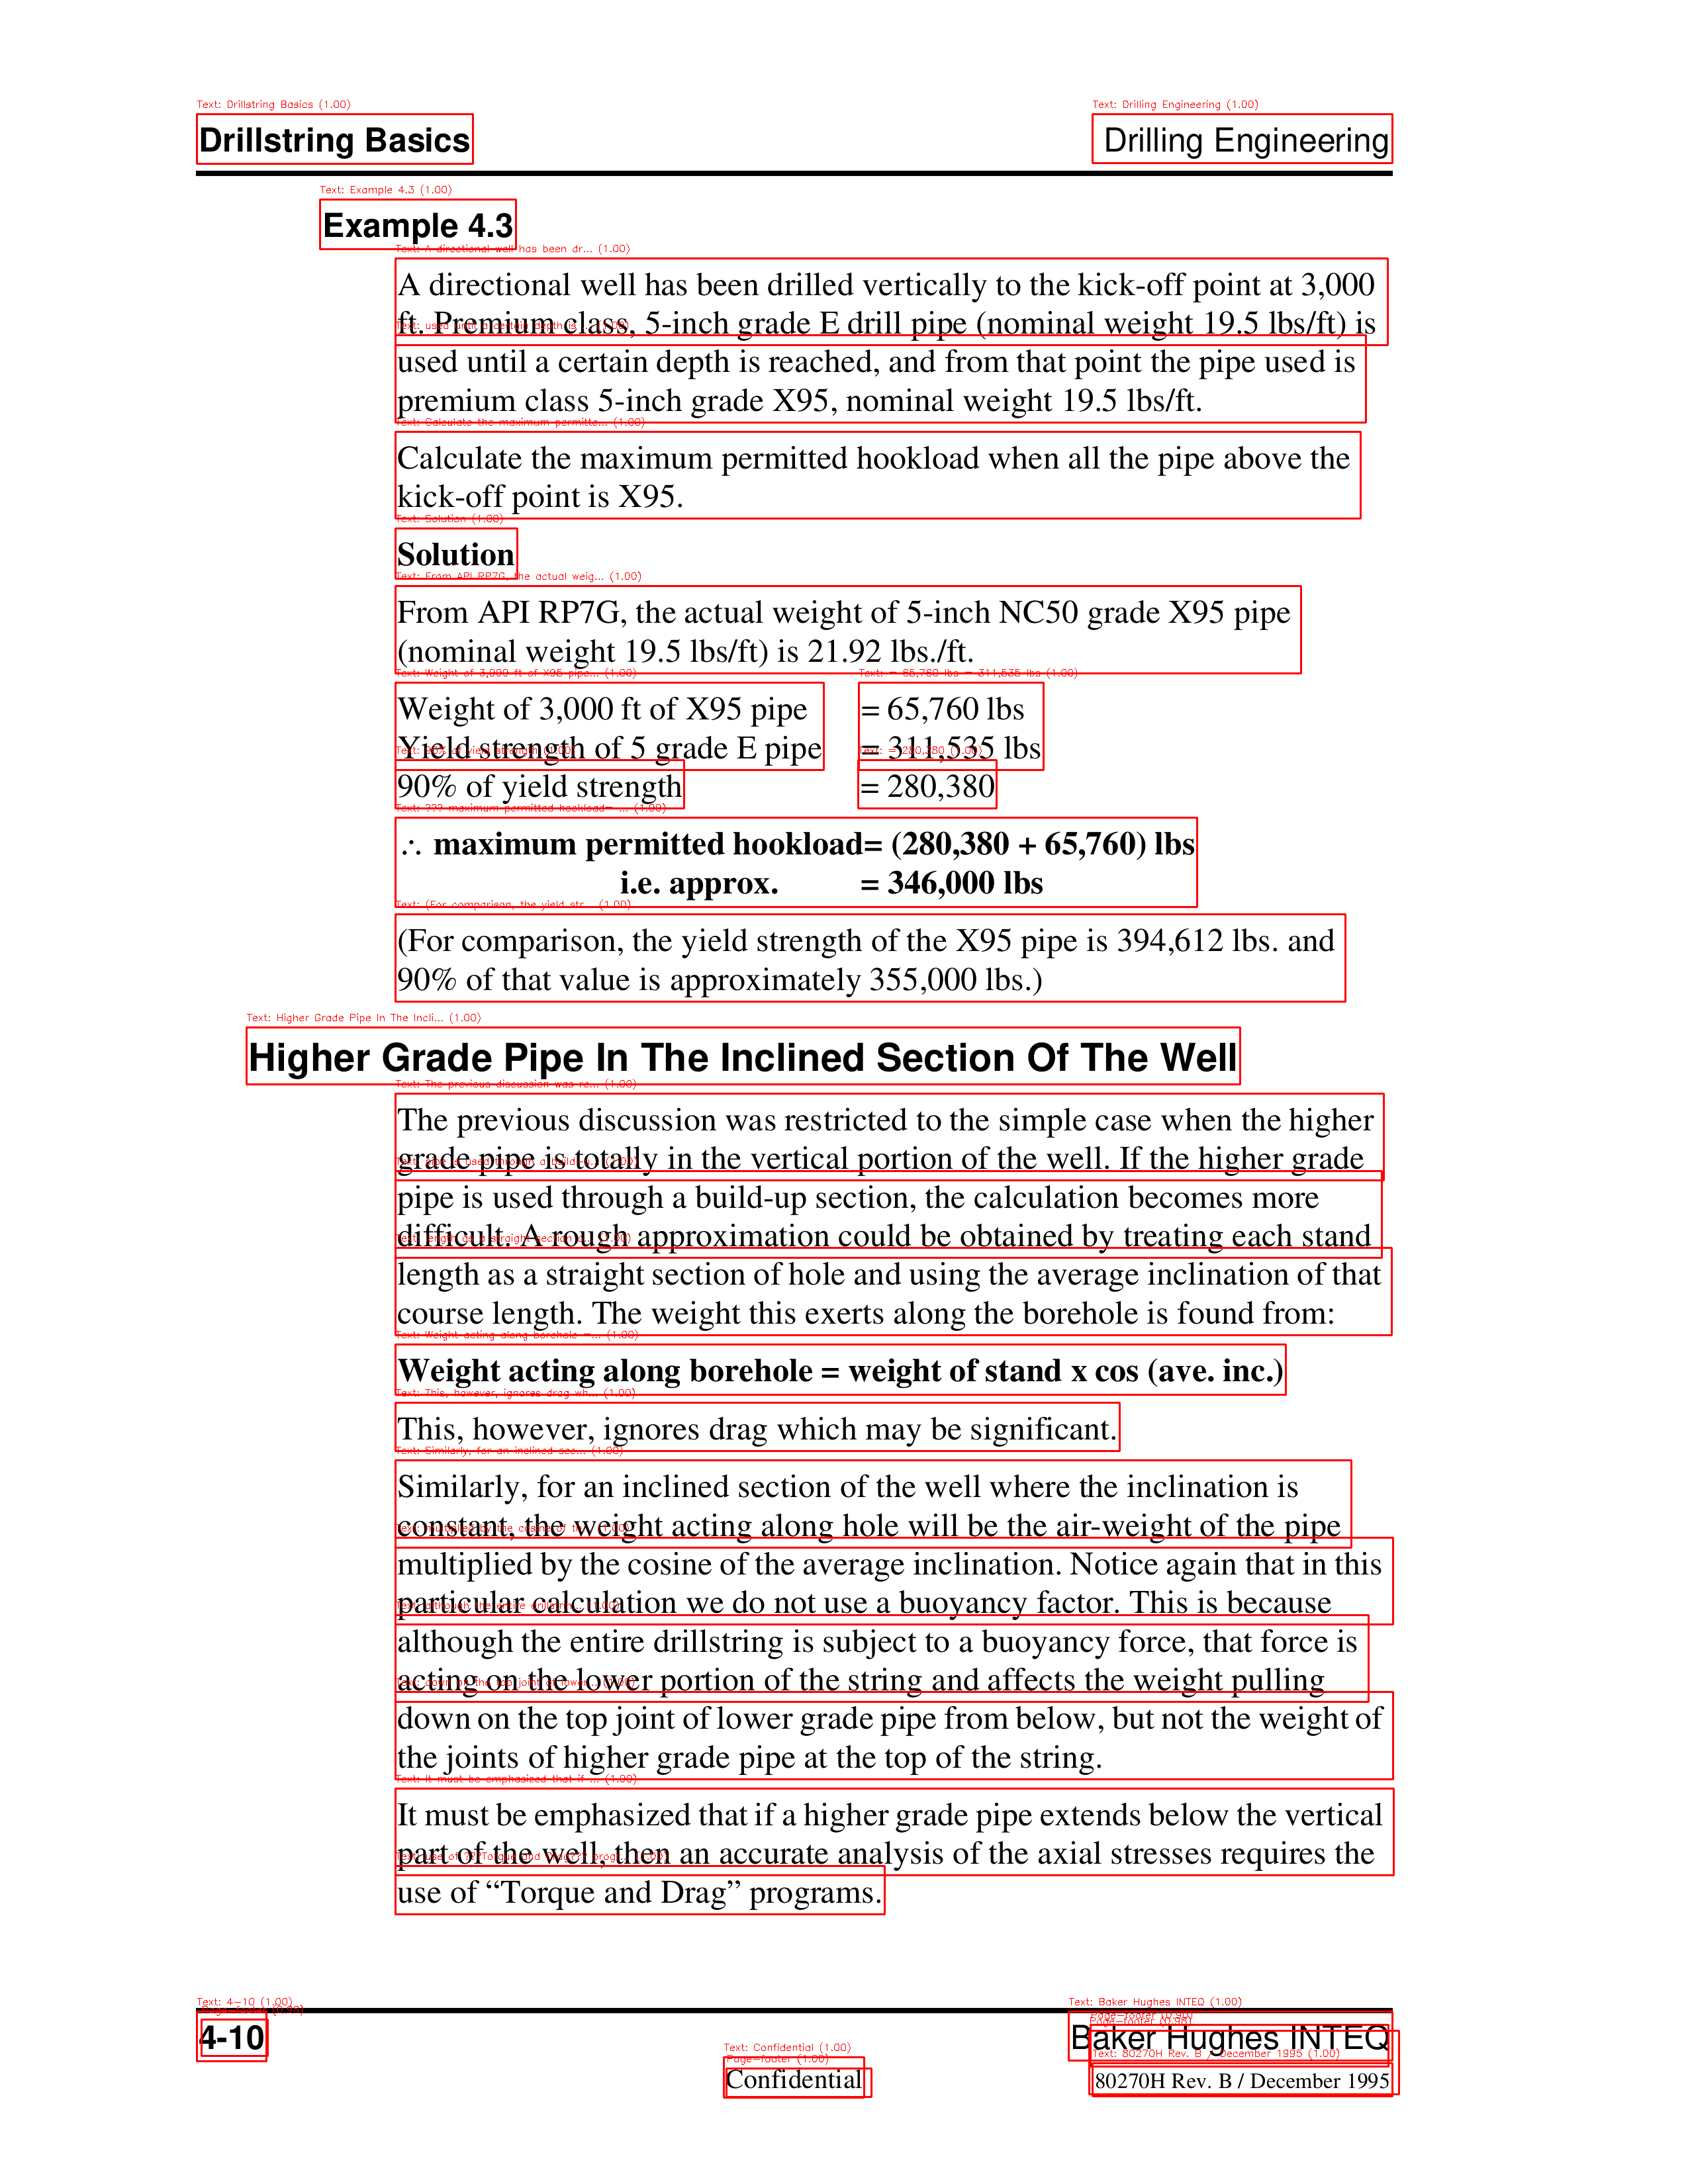 Drillstring Basics
Drilling Engineering
Example 4.3
A directional well has been drilled vertically to the kick-off point at 3,000
ft. Premium class, 5-inch grade E drill pipe (nominal weight 19.5 lbs/ft) is
used until a certain depth is reached, and from that point the pipe used is
premium class 5-inch grade X95, nominal weight 19.5 lbs/ft.
Calculate the maximum permitted hookload when all the pipe above the
kick-off point is X95.
Solution
From API RP7G, the actual weight of 5-inch NC50 grade X95 pipe
(nominal weight 19.5 lbs/ft) is 21.92 lbs./ft.
Weight of 3,000 ft of X95 pipe = 65,760 lbs
Yield strength of 5 grade E pipe = 311,535 lbs
90% of yield strength = 280,380
∴ maximum permitted hookload= (280,380 + 65,760) lbs
i.e. approx. = 346,000 lbs
(For comparison, the yield strength of the X95 pipe is 394,612 lbs. and
90% of that value is approximately 355,000 lbs.)
Higher Grade Pipe In The Inclined Section Of The Well
The previous discussion was restricted to the simple case when the higher
grade pipe is totally in the vertical portion of the well. If the higher grade
pipe is used through a build-up section, the calculation becomes more
difficult. A rough approximation could be obtained by treating each stand
length as a straight section of hole and using the average inclination of that
course length. The weight this exerts along the borehole is found from:
Weight acting along borehole = weight of stand x cos (ave. inc.)
This, however, ignores drag which may be significant.
Similarly, for an inclined section of the well where the inclination is
constant, the weight acting along hole will be the air-weight of the pipe
multiplied by the cosine of the average inclination. Notice again that in this
particular calculation we do not use a buoyancy factor. This is because
although the entire drillstring is subject to a buoyancy force, that force is
acting on the lower portion of the string and affects the weight pulling
down on the top joint of lower grade pipe from below, but not the weight of
the joints of higher grade pipe at the top of the string.
It must be emphasized that if a higher grade pipe extends below the vertical
part of the well, then an accurate analysis of the axial stresses requires the
use of “Torque and Drag” programs.
4-10
Baker Hughes INTEQ
Confidential
80270H Rev. B / December 1995